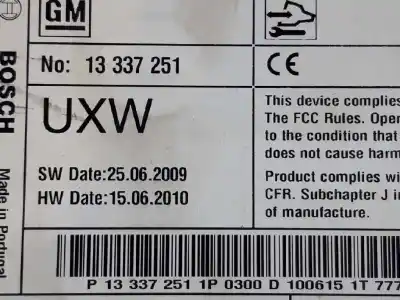 GM
BOSCH
Made in Portugal
No: 13 337 251
UXW
SW Date:25.06.2009
HW Date:15.06.2010
CE
This device complies
The FCC Rules. Oper
to the condition that
does not cause harm
Product complies wi
CFR. Subchapter J i
of manufacture.
P 13 337 251 1P 0300 D 100615 1T 777